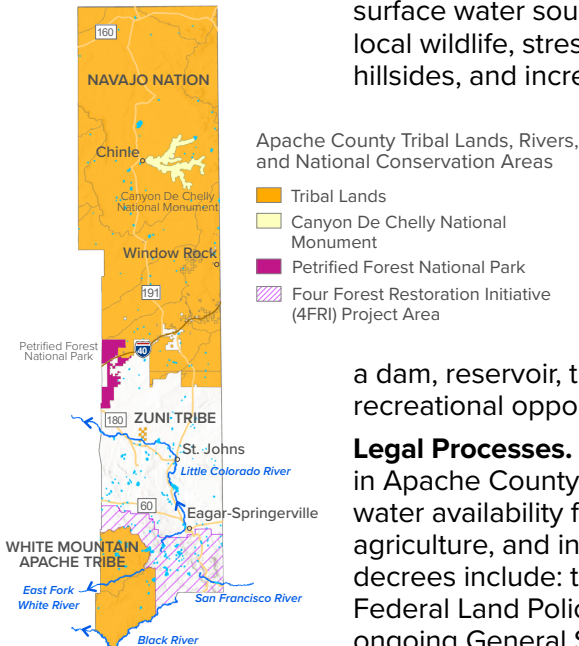 surface water sou
local wildlife, stres
hillsides, and incre
160
NAVAJO NATION
Chinle
Canyon De Chelly
National Monument
Window Rock
191
Petrified Forest
National Park
40
180
ZUNI TRIBE
St. Johns
Little Colorado River
60
Eagar-Springerville
WHITE MOUNTAIN
APACHE TRIBE
East Fork
White River
San Francisco River
Black River
Apache County Tribal Lands, Rivers,
and National Conservation Areas
Tribal Lands
Canyon De Chelly National
Monument
Petrified Forest National Park
Four Forest Restoration Initiative
(4FRI) Project Area
a dam, reservoir, t
recreational oppo
Legal Processes.
in Apache County
water availability f
agriculture, and in
decrees include: t
Federal Land Polic
ongoing General S